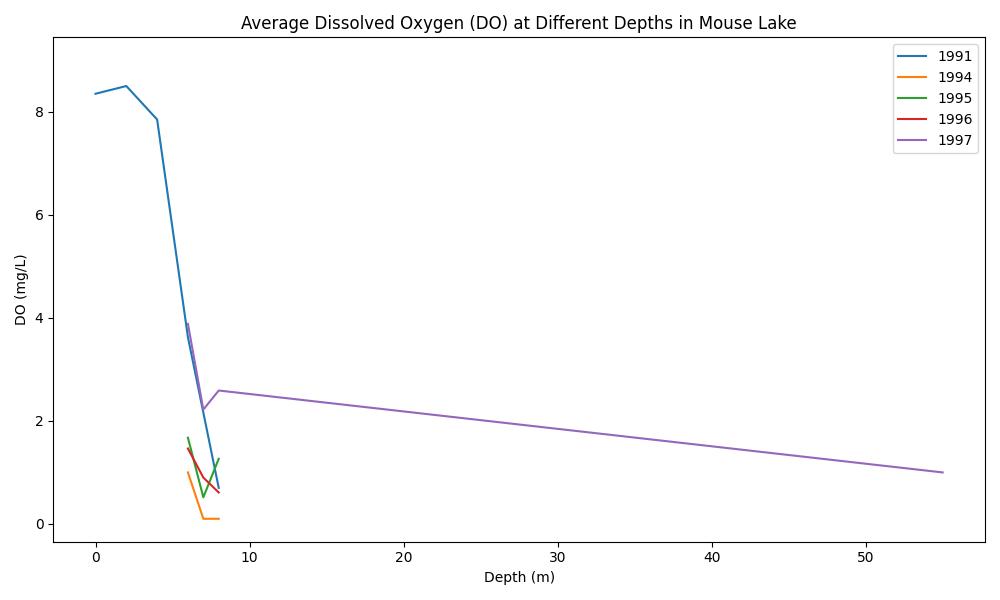 Average Dissolved Oxygen (DO) at Different Depths in Mouse Lake
1991
1994
1995
1996
1997
8
6
4
2
0
DO (mg/L)
0 10 20 30 40 50
Depth (m)